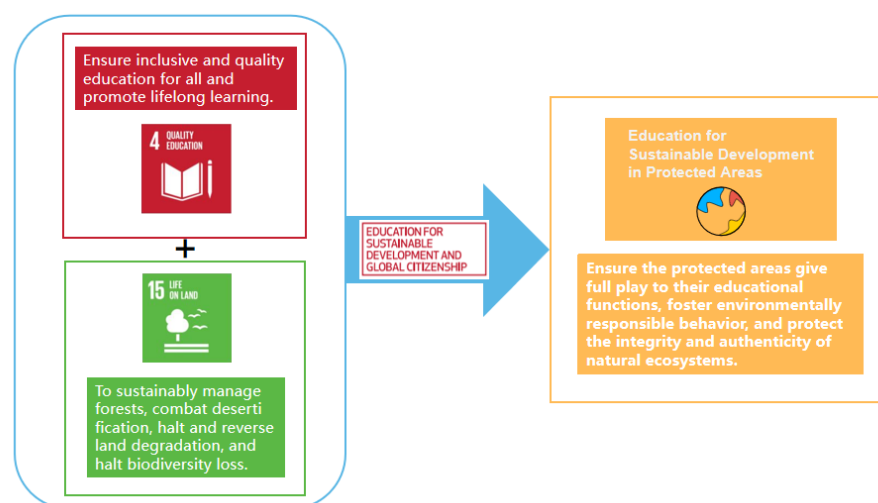 Ensure inclusive and quality
education for all and
promote lifelong learning.
4 QUALITY
EDUCATION
+
15 LIFE
ON LAND
To sustainably manage
forests, combat deserti
fication, halt and reverse
land degradation, and
halt biodiversity loss.
EDUCATION FOR
SUSTAINABLE
DEVELOPMENT AND
GLOBAL CITIZENSHIP
Education for
Sustainable Development
in Protected Areas
Ensure the protected areas give
full play to their educational
functions, foster environmentally
responsible behavior, and protect
the integrity and authenticity of
natural ecosystems.